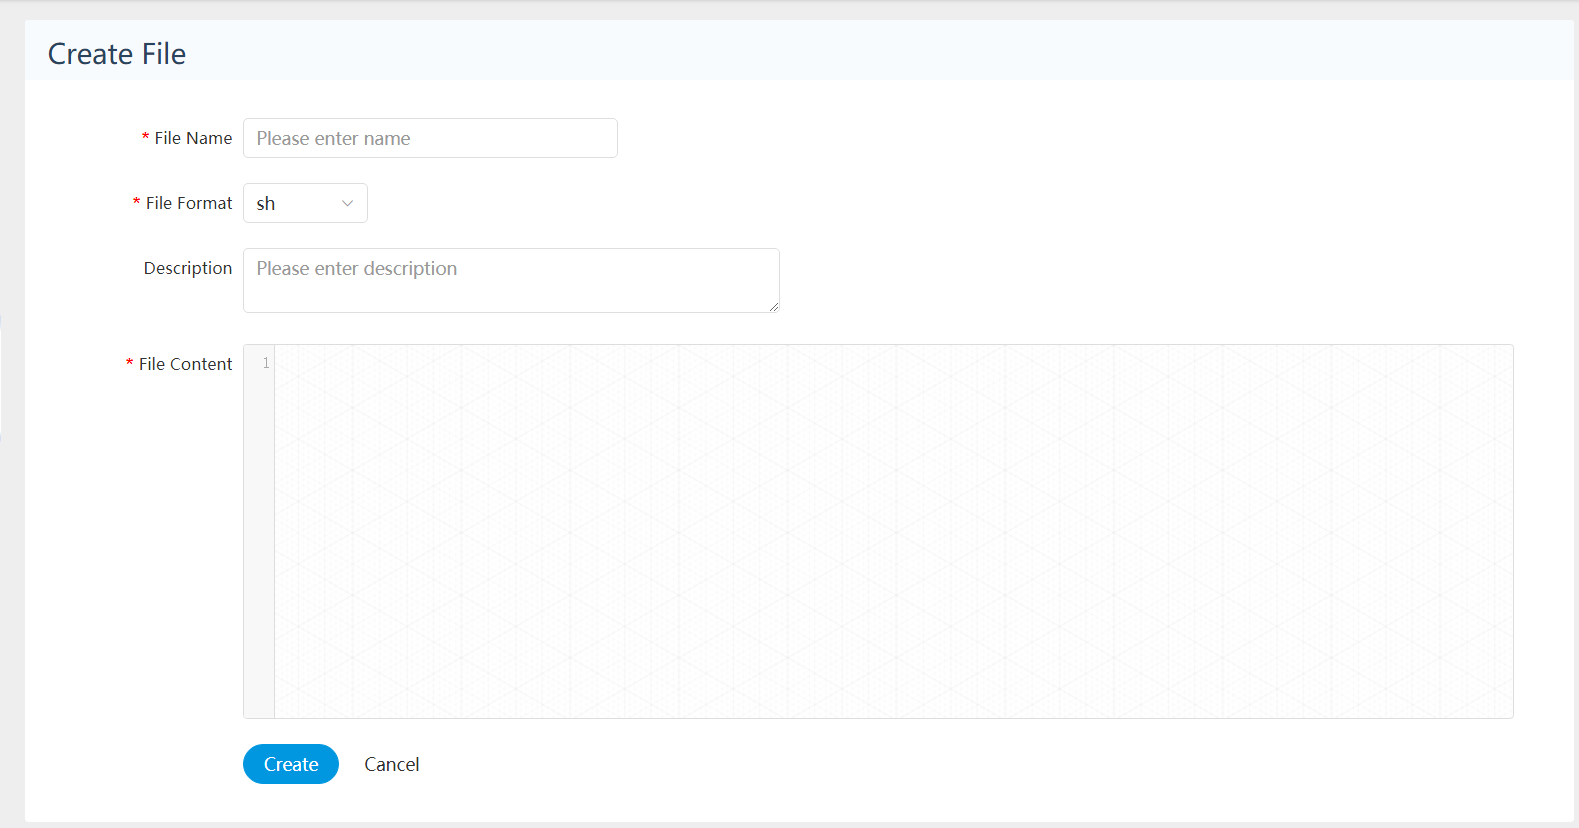 Create File
* File Name Please enter name
* File Format sh
Description Please enter description
* File Content 1
Create Cancel